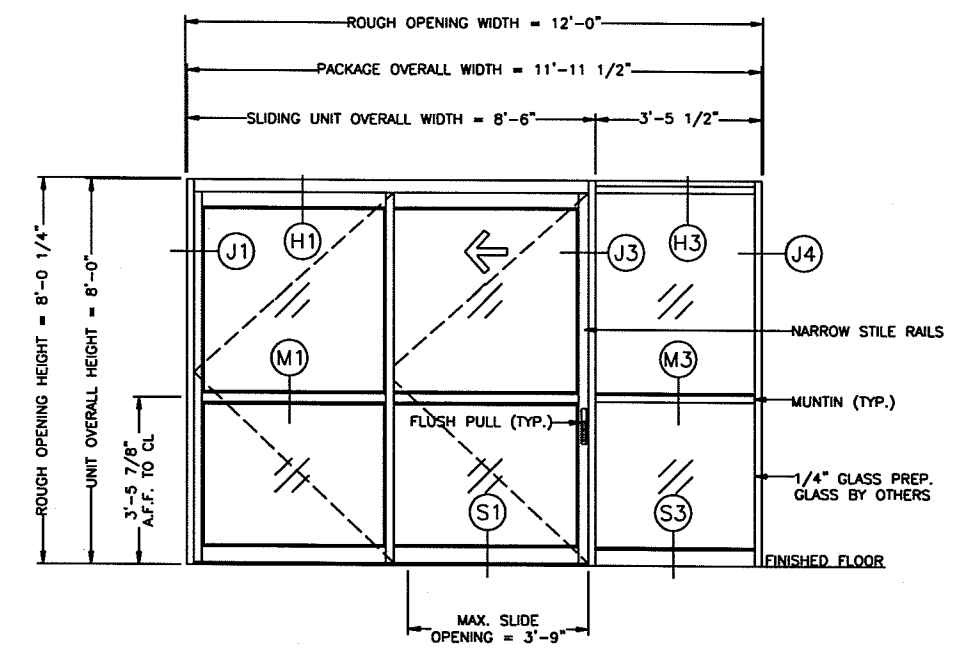 ROUGH OPENING WIDTH = 12'-0"
PACKAGE OVERALL WIDTH = 11'-11 1/2"
SLIDING UNIT OVERALL WIDTH = 8'-6"
3'-5 1/2"
ROUGH OPENING HEIGHT = 8'-0 1/4"
UNIT OVERALL HEIGHT = 8'-0"
3'-5 7/8"
A.F.F. TO CL
J1
H1
J3
H3
J4
NARROW STILE RAILS
M1
M3
MUNTIN (TYP.)
FLUSH PULL (TYP.)
1/4" GLASS PREP.
GLASS BY OTHERS
S1
S3
FINISHED FLOOR
MAX. SLIDE
OPENING = 3'-9"